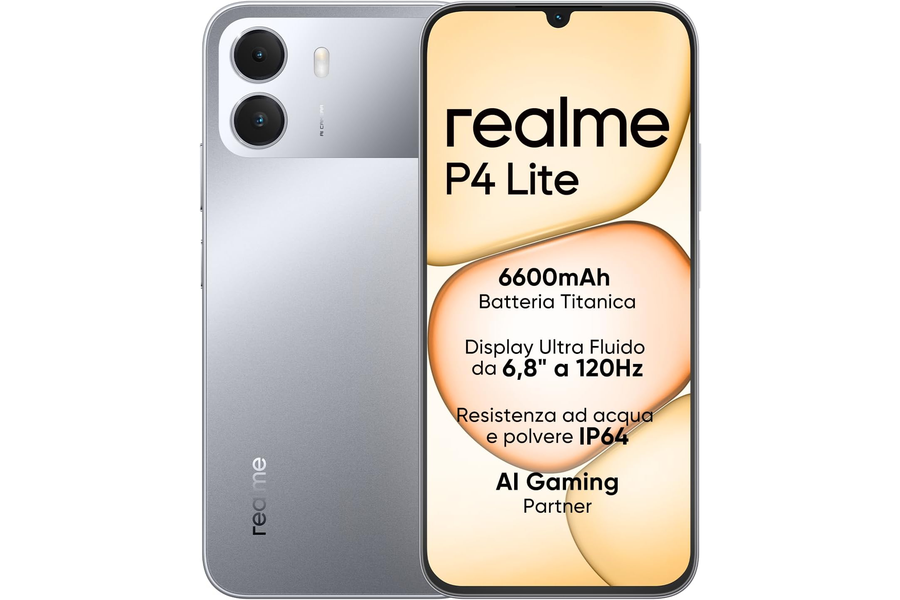 realme
P4 Lite
6600mAh
Batteria Titanica
Display Ultra Fluido
da 6,8" a 120Hz
Resistenza ad acqua
e polvere IP64
AI Gaming
Partner
realme